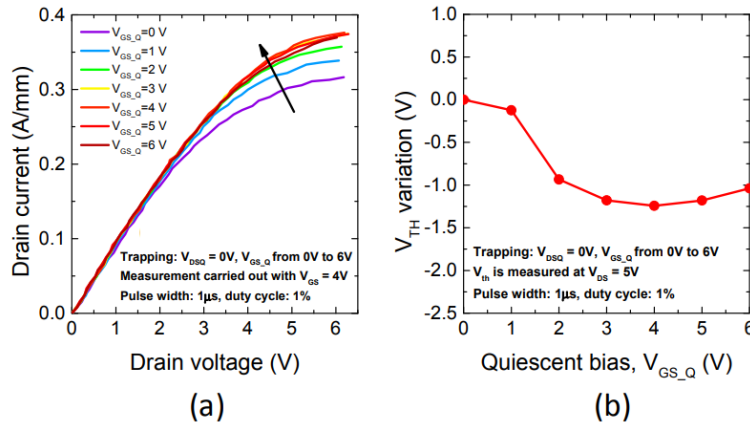 0.4
0.3
0.2
0.1
0.0
Drain current (A/mm)
V_GS_Q=0 V
V_GS_Q=1 V
V_GS_Q=2 V
V_GS_Q=3 V
V_GS_Q=4 V
V_GS_Q=5 V
V_GS_Q=6 V
Trapping: V_DSQ = 0V, V_GS_Q from 0V to 6V
Measurement carried out with V_GS = 4V
Pulse width: 1μs, duty cycle: 1%
0 1 2 3 4 5 6 7
Drain voltage (V)
(a)
1.0
0.5
0.0
-0.5
-1.0
-1.5
-2.0
-2.5
V_TH variation (V)
Trapping: V_DSQ = 0V, V_GS_Q from 0V to 6V
V_th is measured at V_DS = 5V
Pulse width: 1μs, duty cycle: 1%
0 1 2 3 4 5 6
Quiescent bias, V_GS_Q (V)
(b)